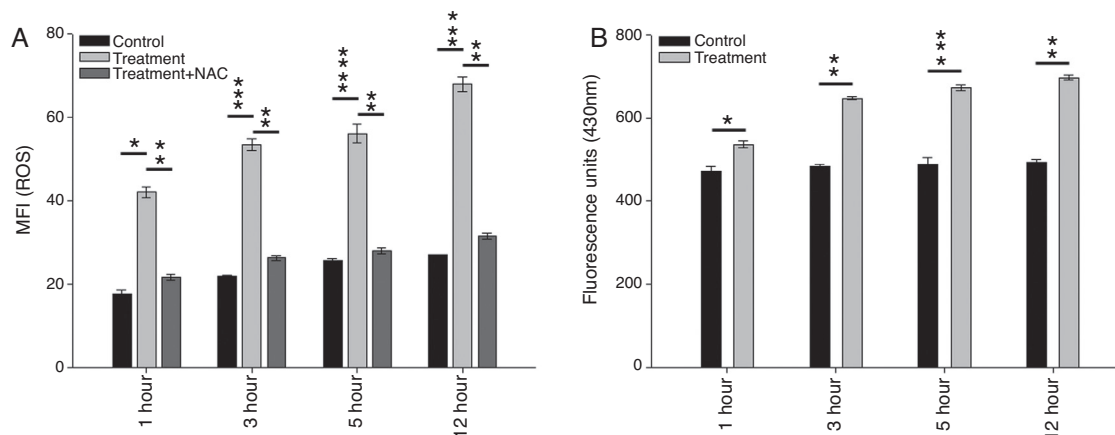 A
MFI (ROS)
80
60
40
20
0
Control
Treatment
Treatment+NAC
*
**
***
**
****
**
***
**
1 hour
3 hour
5 hour
12 hour
B
Fluorescence units (430nm)
800
600
400
200
0
Control
Treatment
*
**
***
**
1 hour
3 hour
5 hour
12 hour